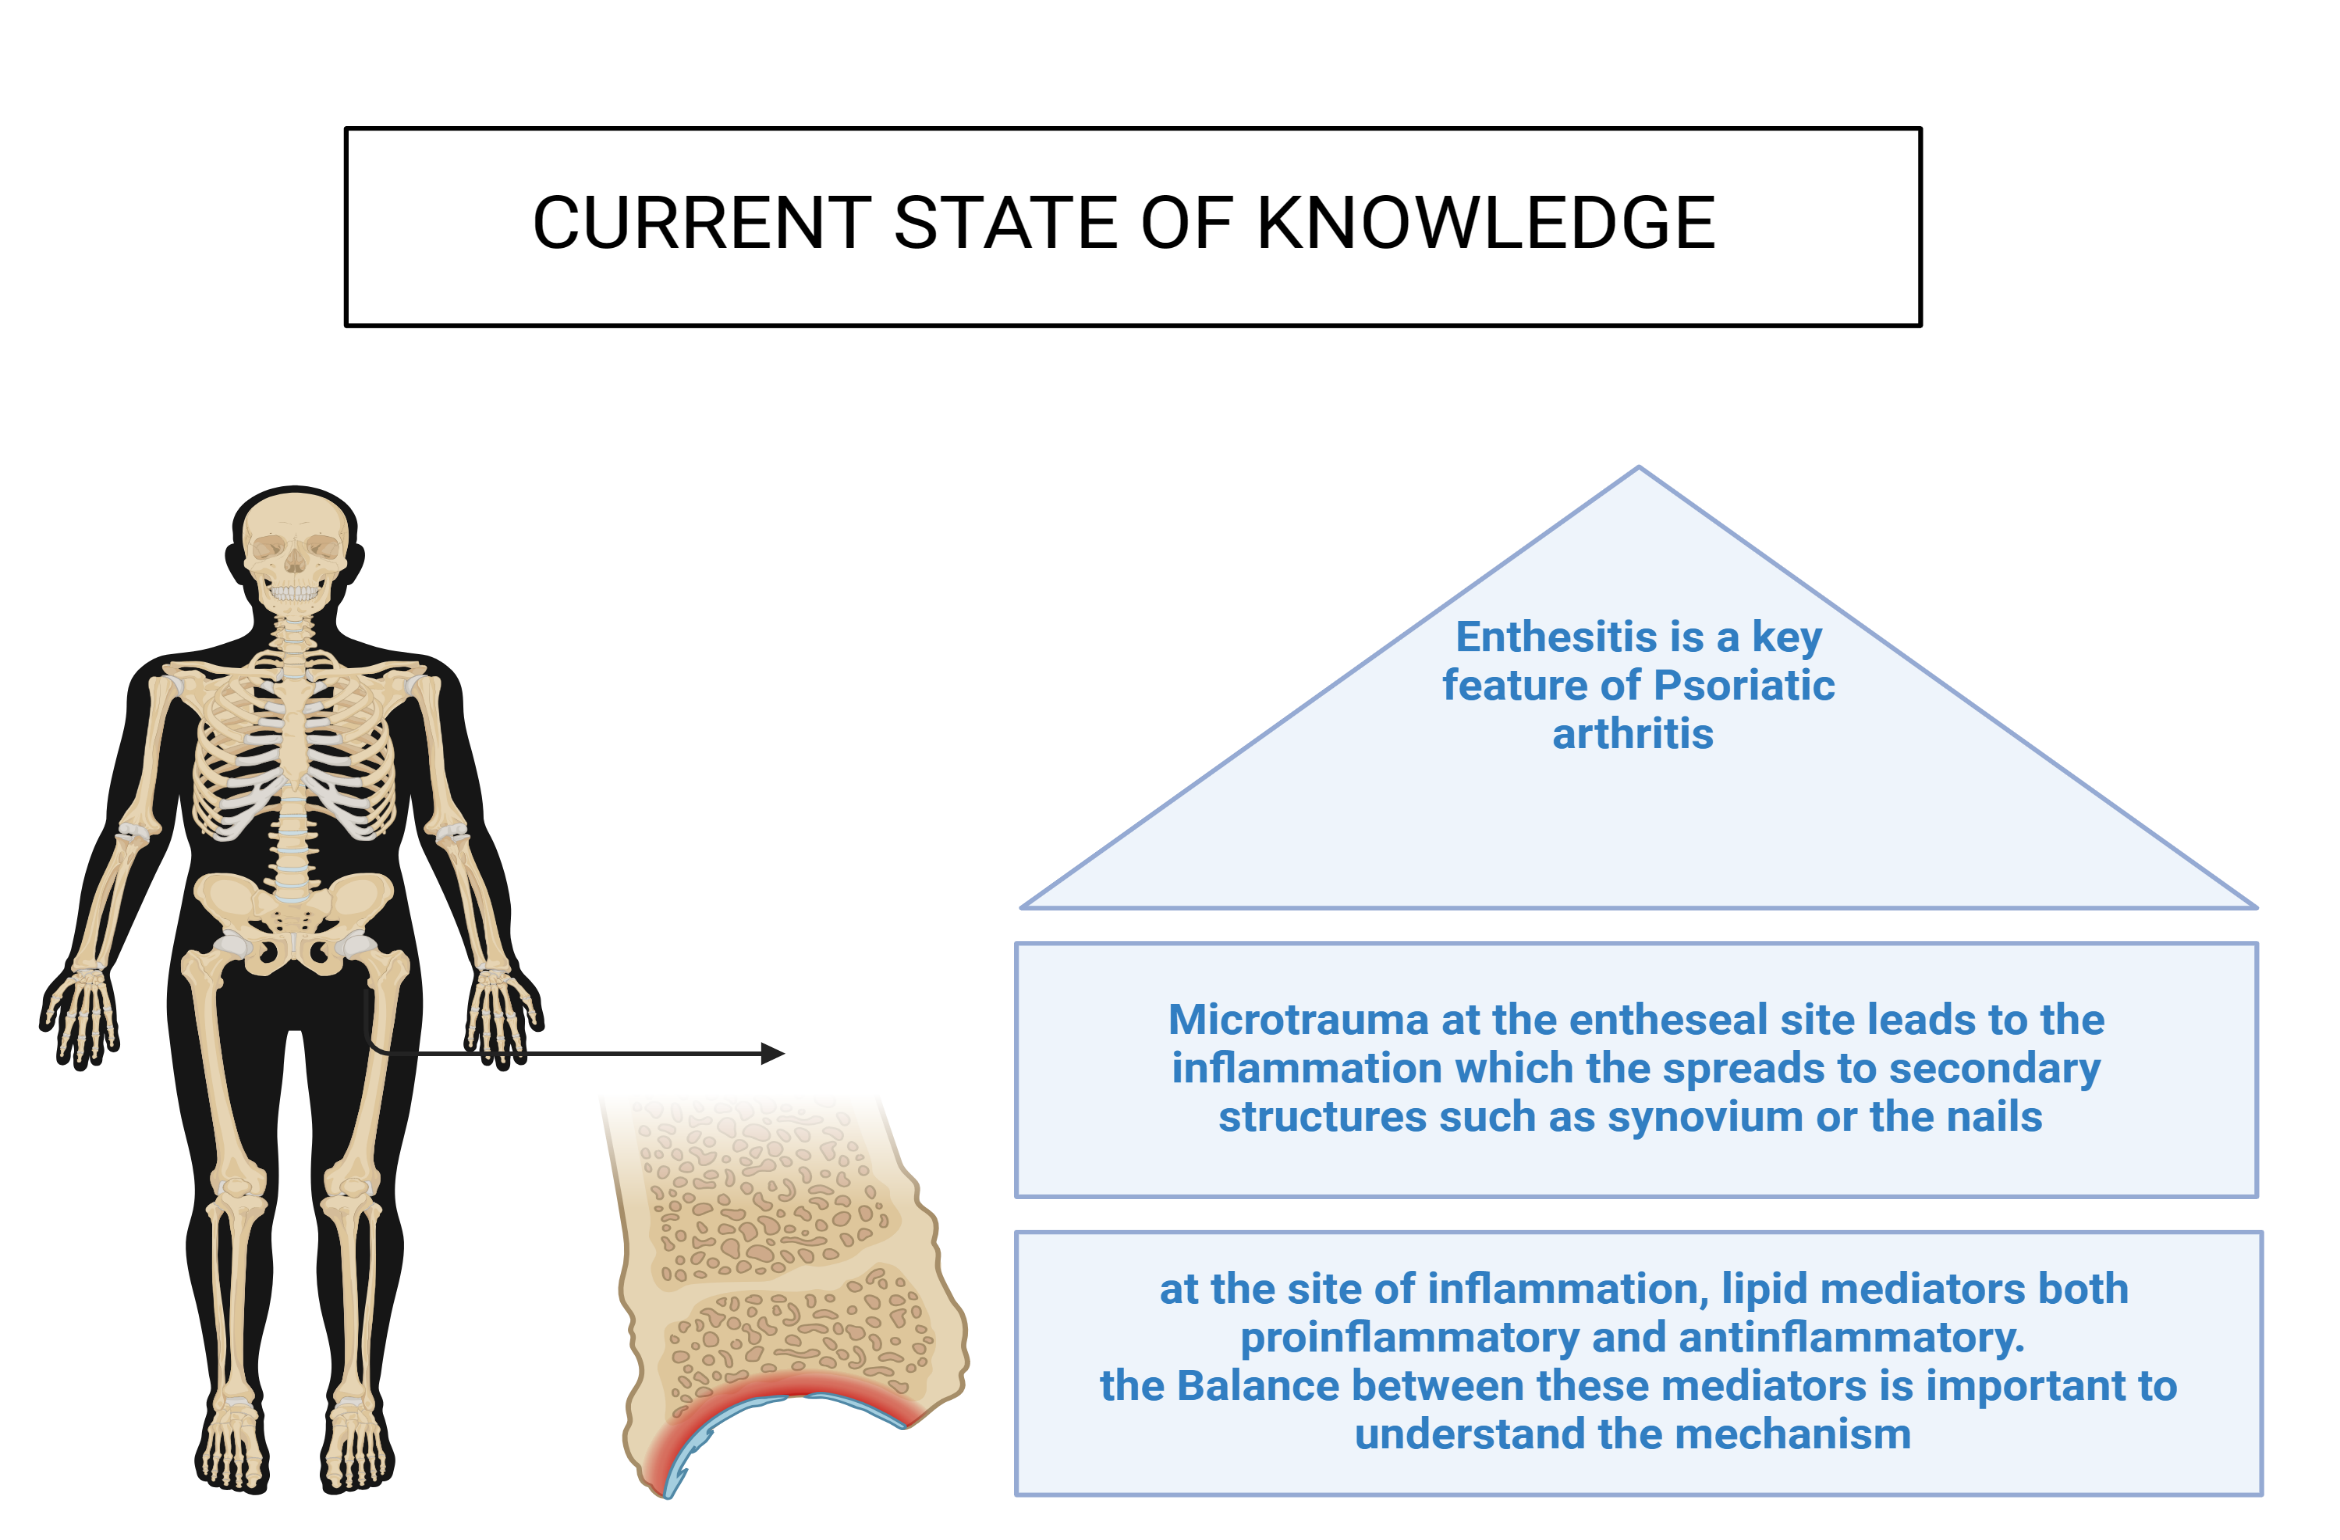 CURRENT STATE OF KNOWLEDGE
Enthesitis is a key
feature of Psoriatic
arthritis
Microtrauma at the entheseal site leads to the
inflammation which the spreads to secondary
structures such as synovium or the nails
at the site of inflammation, lipid mediators both
proinflammatory and antinflammatory.
the Balance between these mediators is important to
understand the mechanism